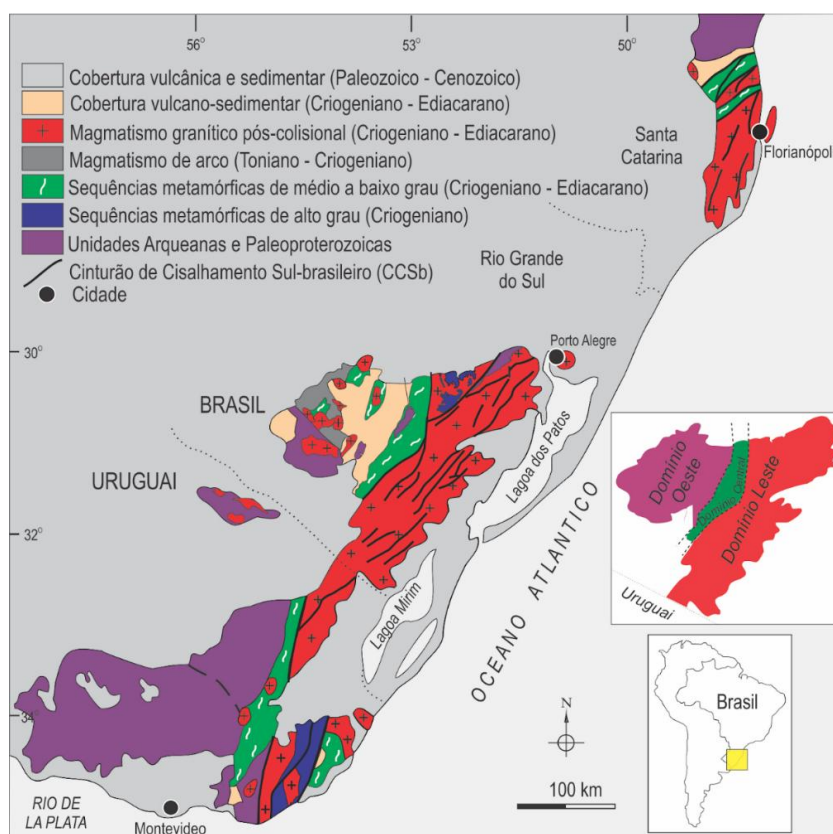 56°
53°
50°
Cobertura vulcânica e sedimentar (Paleozoico - Cenozoico)
Cobertura vulcano-sedimentar (Criogeniano - Ediacarano)
Magmatismo granítico pós-colisional (Criogeniano - Ediacarano)
Magmatismo de arco (Toniano - Criogeniano)
Sequências metamórficas de médio a baixo grau (Criogeniano - Ediacarano)
Sequências metamórficas de alto grau (Criogeniano)
Unidades Arqueanas e Paleoproterozoicas
Cinturão de Cisalhamento Sul-brasileiro (CCSb)
Cidade
Santa
Catarina
Florianópol
Rio Grande
do Sul
30°
Porto Alegre
BRASIL
URUGUAI
Lagoa dos Patos
32°
Lagoa Mirim
OCEANO ATLANTICO
Domínio
Oeste
Domínio Central
Domínio Leste
Uruguai
34°
Brasil
N
100 km
RIO DE
LA PLATA
Montevideo